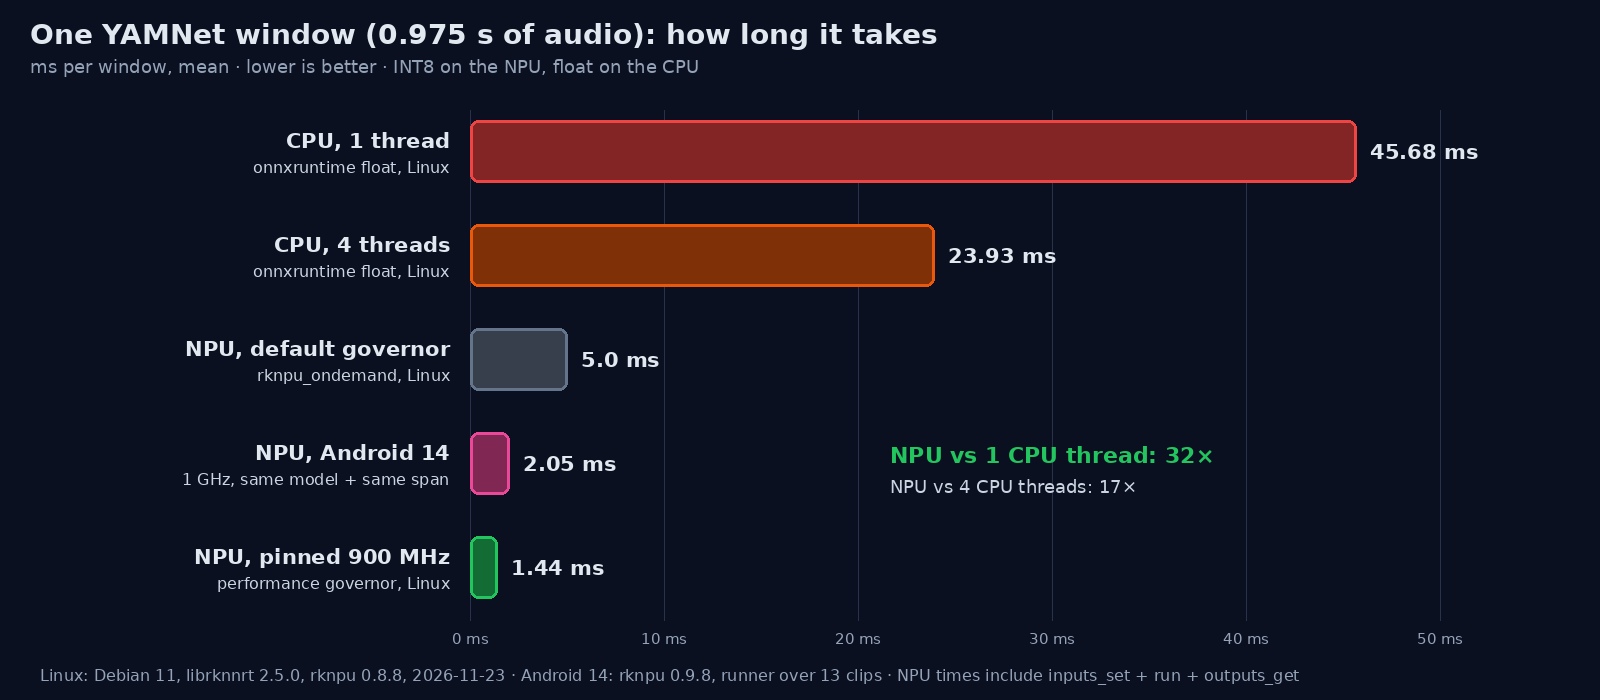 One YAMNet window (0.975 s of audio): how long it takes
ms per window, mean · lower is better · INT8 on the NPU, float on the CPU
CPU, 1 thread
onnxruntime float, Linux
45.68 ms
CPU, 4 threads
onnxruntime float, Linux
23.93 ms
NPU, default governor
rknpu_ondemand, Linux
5.0 ms
NPU, Android 14
1 GHz, same model + same span
2.05 ms
NPU vs 1 CPU thread: 32×
NPU vs 4 CPU threads: 17×
NPU, pinned 900 MHz
performance governor, Linux
1.44 ms
0 ms 10 ms 20 ms 30 ms 40 ms 50 ms
Linux: Debian 11, librknnrt 2.5.0, rknpu 0.8.8, 2026-11-23 · Android 14: rknpu 0.9.8, runner over 13 clips · NPU times include inputs_set + run + outputs_get